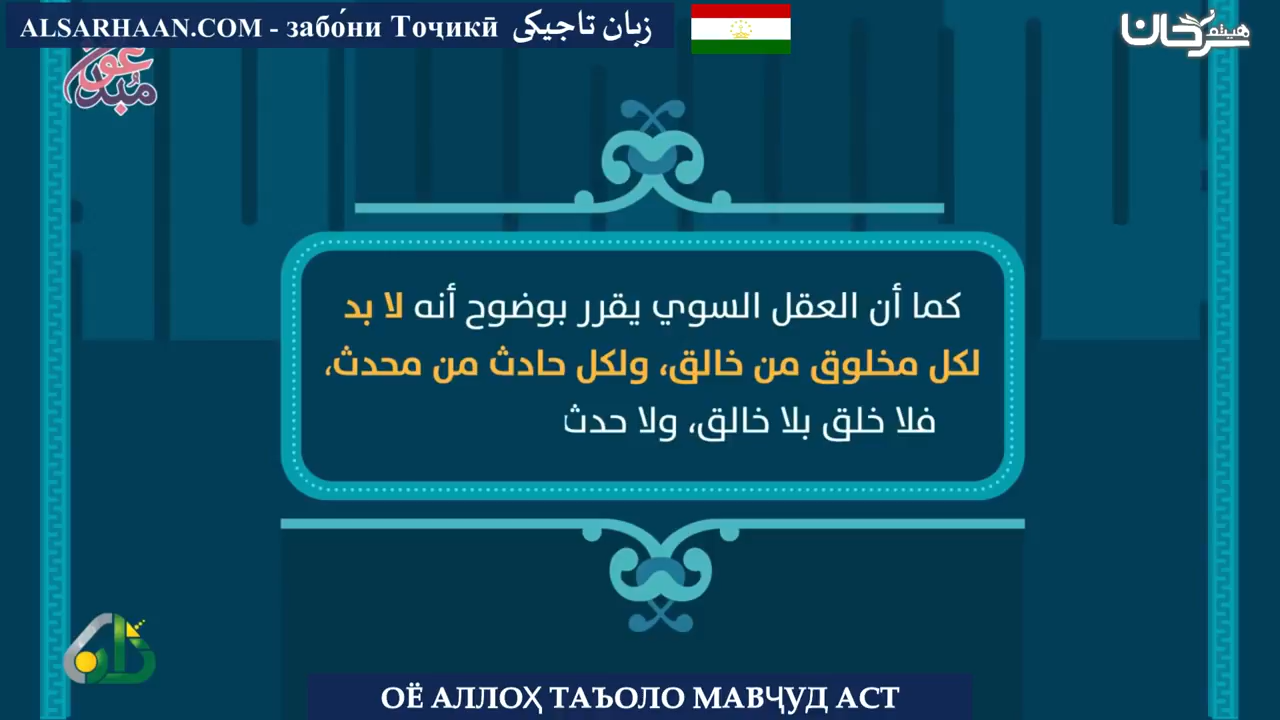 ALSARHAAN.COM - забо́ни Тоҷикӣ زبان تاجیکی
هيثم سرحان
مبدعون
كما أن العقل السوي يقرر بوضوح أنه لا بد
لكل مخلوق من خالق، ولكل حادث من محدث،
فلا خلق بلا خالق، ولا حدث
ОЁ АЛЛОҲ ТАЪОЛО МАВҶУД АСТ